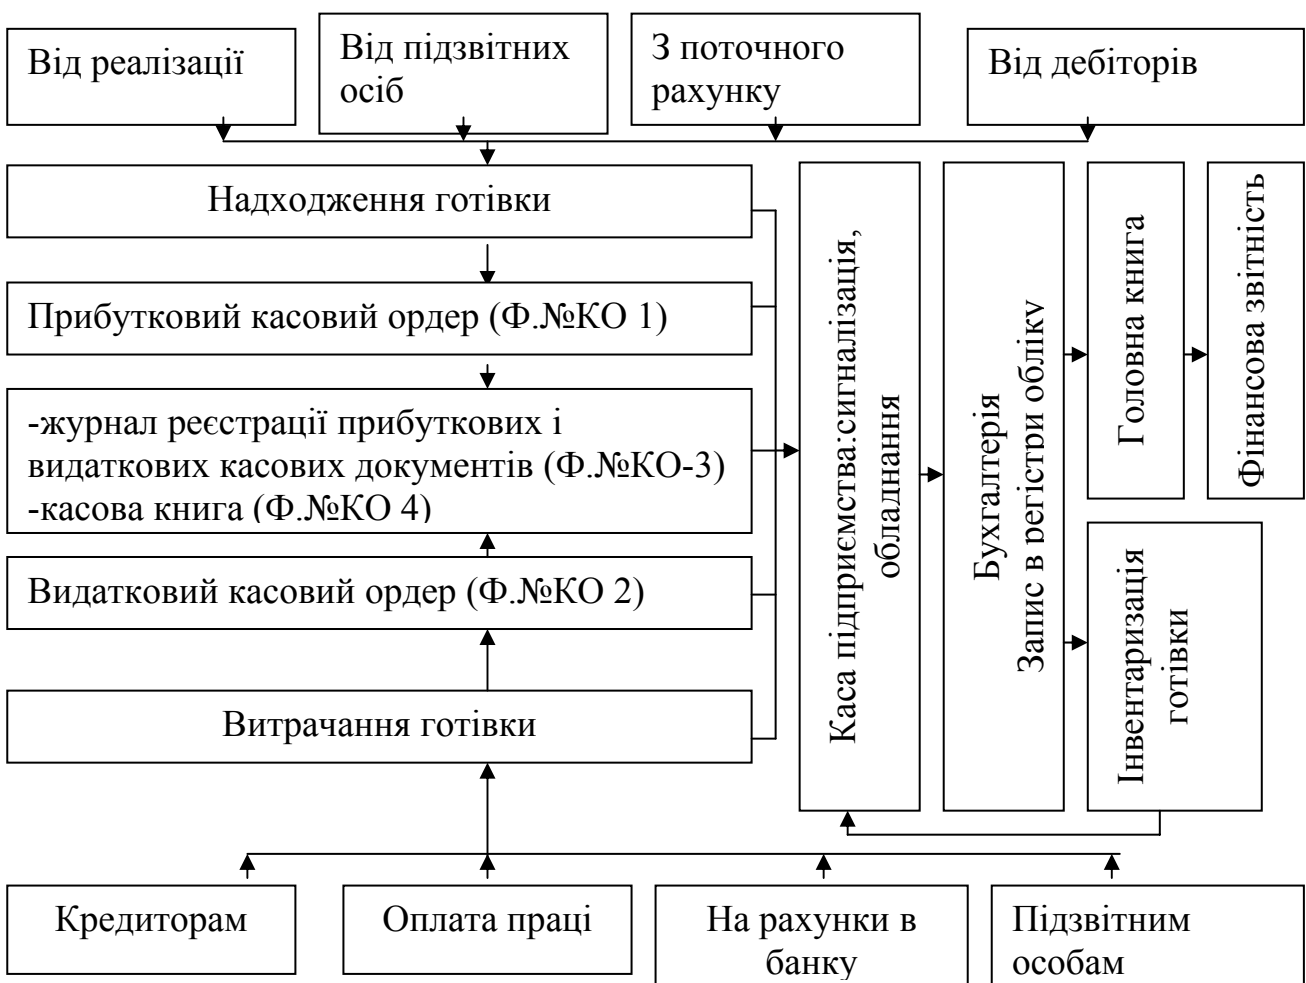 Від реалізації
Від підзвітних
осіб
З поточного
рахунку
Від дебіторів
Надходження готівки
Прибутковий касовий ордер (Ф.№КО 1)
-журнал реєстрації прибуткових і
видаткових касових документів (Ф.№КО-3)
-касова книга (Ф.№КО 4)
Видатковий касовий ордер (Ф.№КО 2)
Витрачання готівки
Каса підприємства:сигналізація,
обладнання
Бухгалтерія
Запис в регістри обліку
Головна книга
Фінансова звітність
Інвентаризація
готівки
Кредиторам
Оплата праці
На рахунки в
банку
Підзвітним
особам